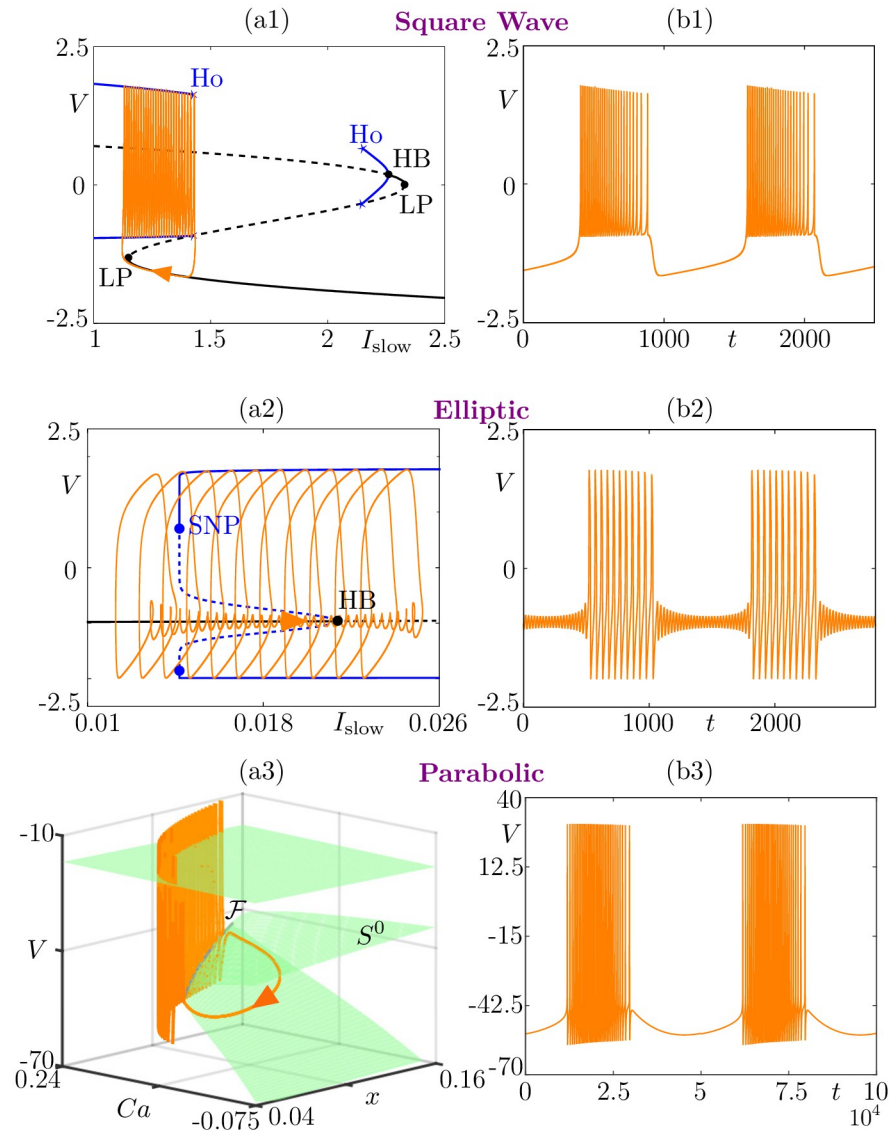 (a1) Square Wave (b1)
2.5
V
0
-2.5
1 1.5 2 I_slow 2.5
Ho
Ho
HB
LP
LP
2.5
V
0
-2.5
0 1000 t 2000
(a2) Elliptic (b2)
2.5
V
0
-2.5
0.01 0.018 I_slow 0.026
SNP
HB
2.5
V
0
-2.5
0 1000 t 2000
(a3) Parabolic (b3)
-10
V
-70
0.24
Ca
-0.075
0.04
x
0.16
ℱ
S⁰
40
V
12.5
-15
-42.5
-70
0 2.5 5 7.5 t 10
10⁴